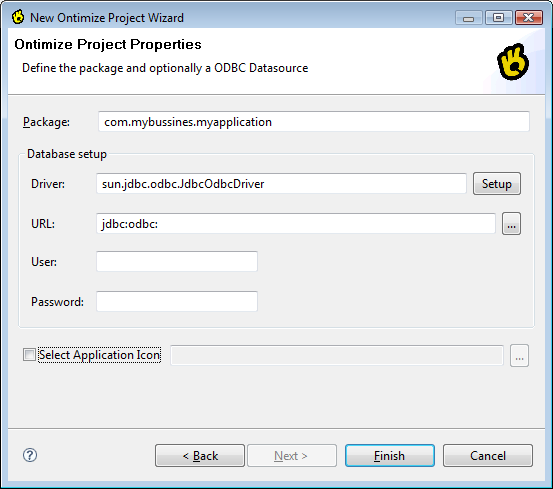 New Ontimize Project Wizard
Ontimize Project Properties
Define the package and optionally a ODBC Datasource
Package: com.mybussines.myapplication
Database setup
Driver: sun.jdbc.odbc.JdbcOdbcDriver Setup
URL: jdbc:odbc: ...
User:
Password:
Select Application Icon ...
? < Back Next > Finish Cancel